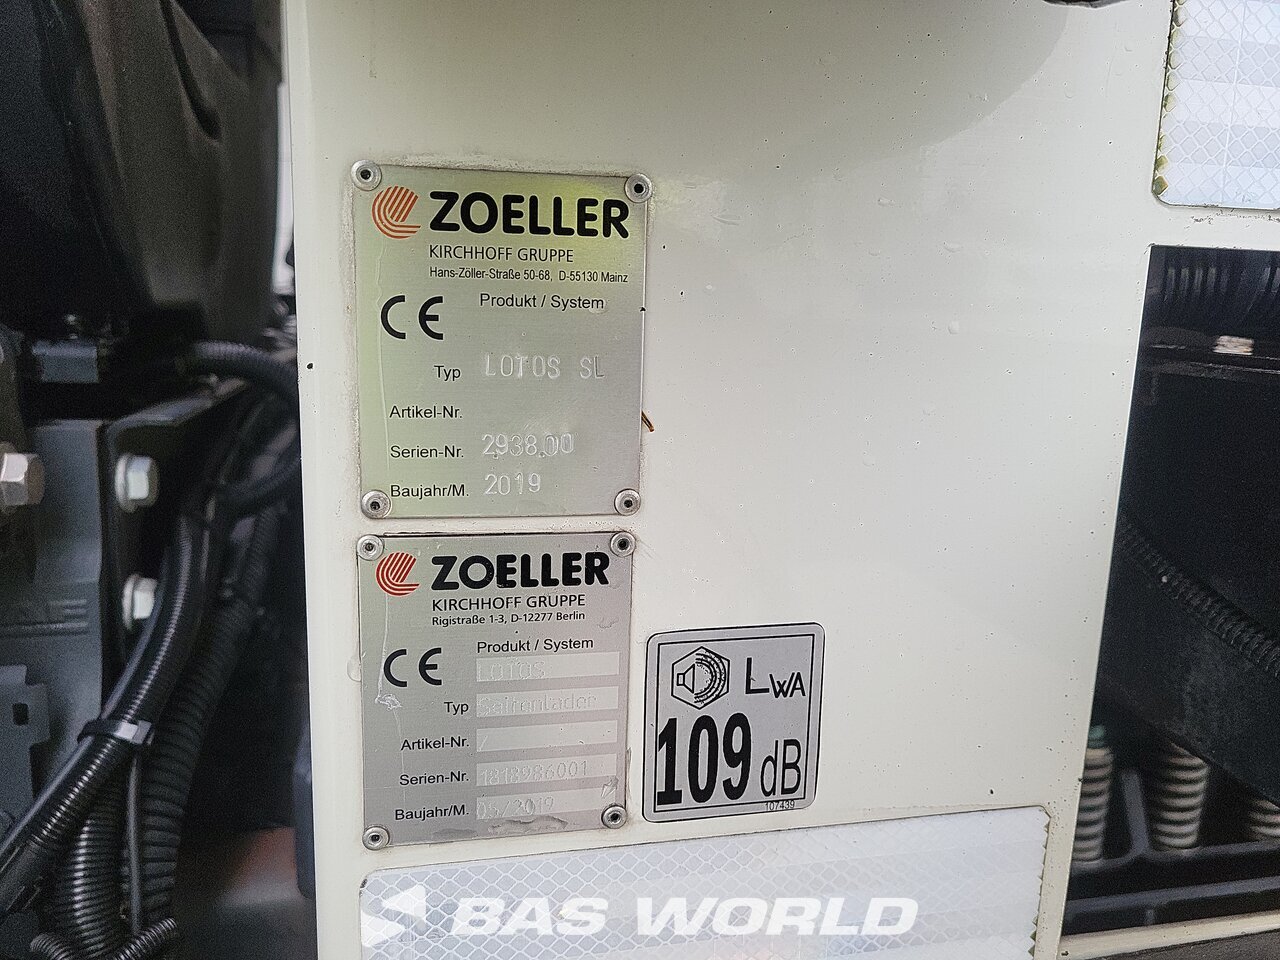 ZOELLER
KIRCHHOFF GRUPPE
Hans-Zöller-Straße 50-68, D-55130 Mainz
CE
Produkt / System
Typ LOTOS SL
Artikel-Nr.
Serien-Nr. 2938.00
Baujahr/M. 2019
ZOELLER
KIRCHHOFF GRUPPE
Rigistraße 1-3, D-12277 Berlin
CE
Produkt / System
LOTOS
Typ
Artikel-Nr. /
Serien-Nr. 1818986001
Baujahr/M. 05/2019
LWA
109 dB
107439
BAS WORLD